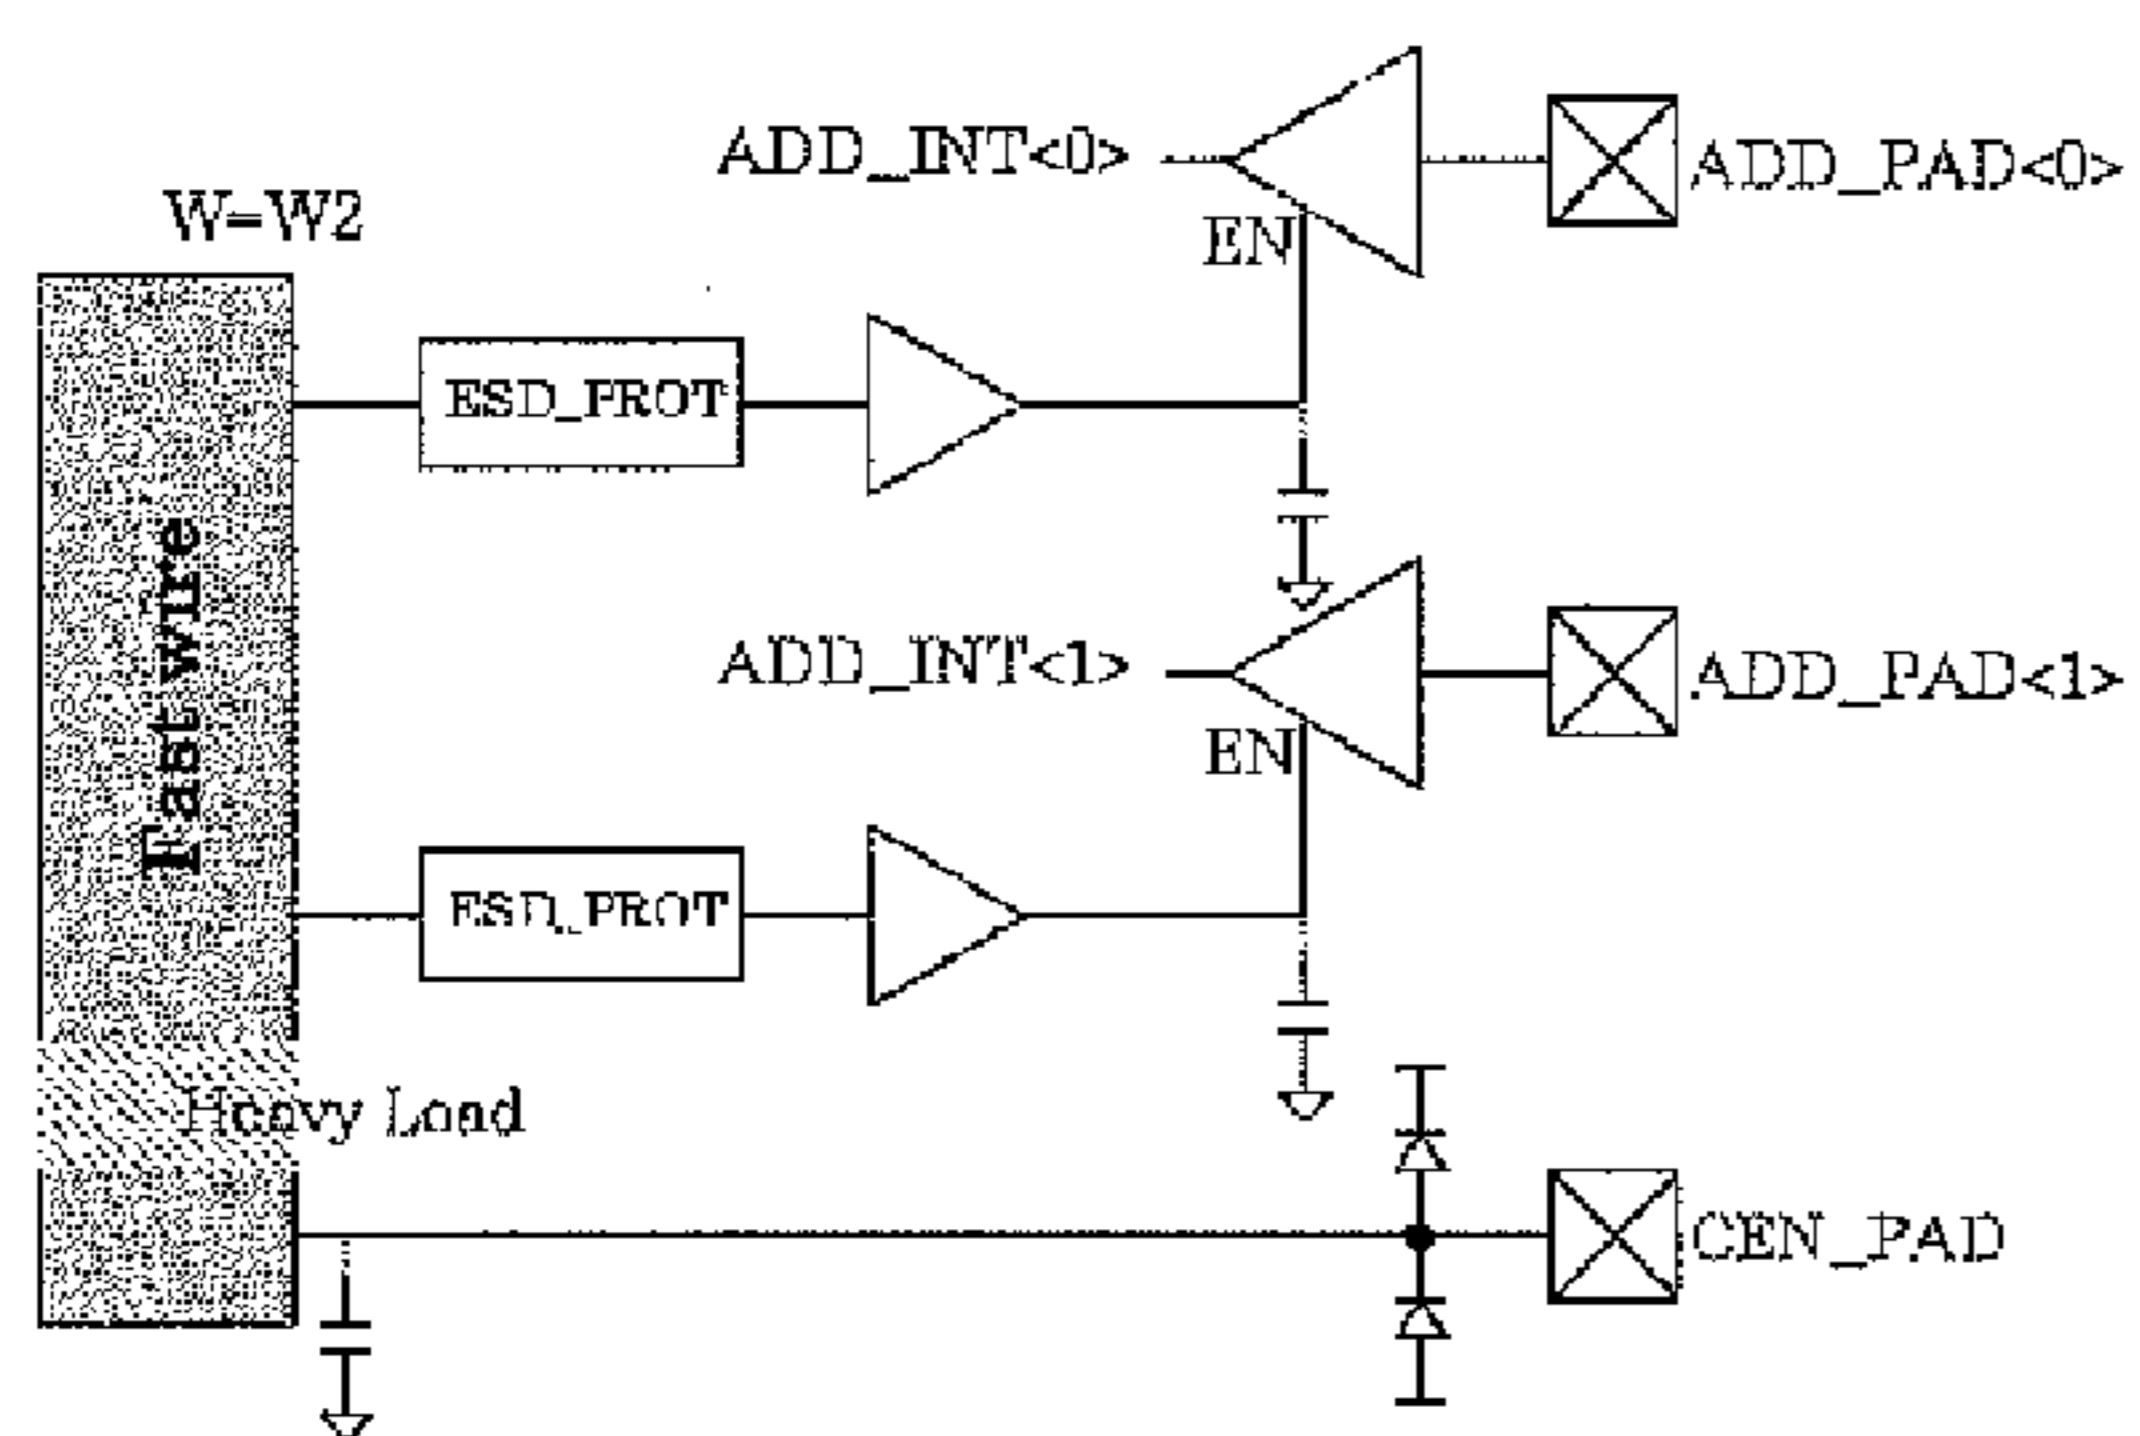 ADD_INT<0>
ADD_PAD<0>
W=W2
EN
ESD_PROT
Fast wire
ADD_INT<1>
ADD_PAD<1>
EN
ESD_PROT
Heavy Load
CEN_PAD